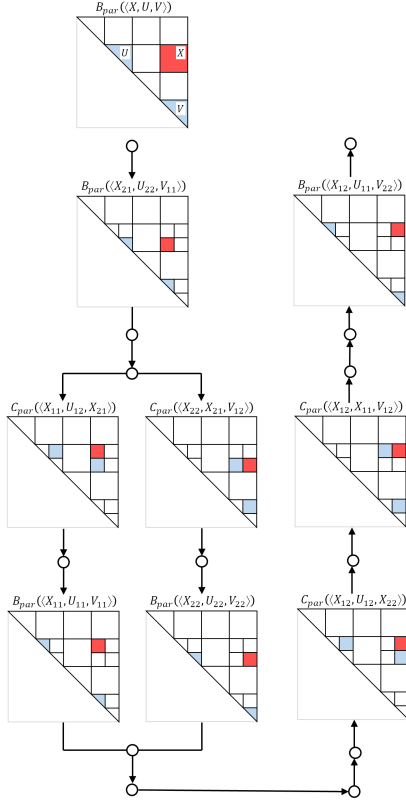 B_par(⟨X, U, V⟩)
U
X
V
B_par(⟨X_21, U_22, V_11⟩)
B_par(⟨X_12, U_11, V_22⟩)
C_par(⟨X_11, U_12, X_21⟩)
C_par(⟨X_22, X_21, V_12⟩)
C_par(⟨X_12, X_11, V_12⟩)
B_par(⟨X_11, U_11, V_11⟩)
B_par(⟨X_22, U_22, V_22⟩)
C_par(⟨X_12, U_12, X_22⟩)